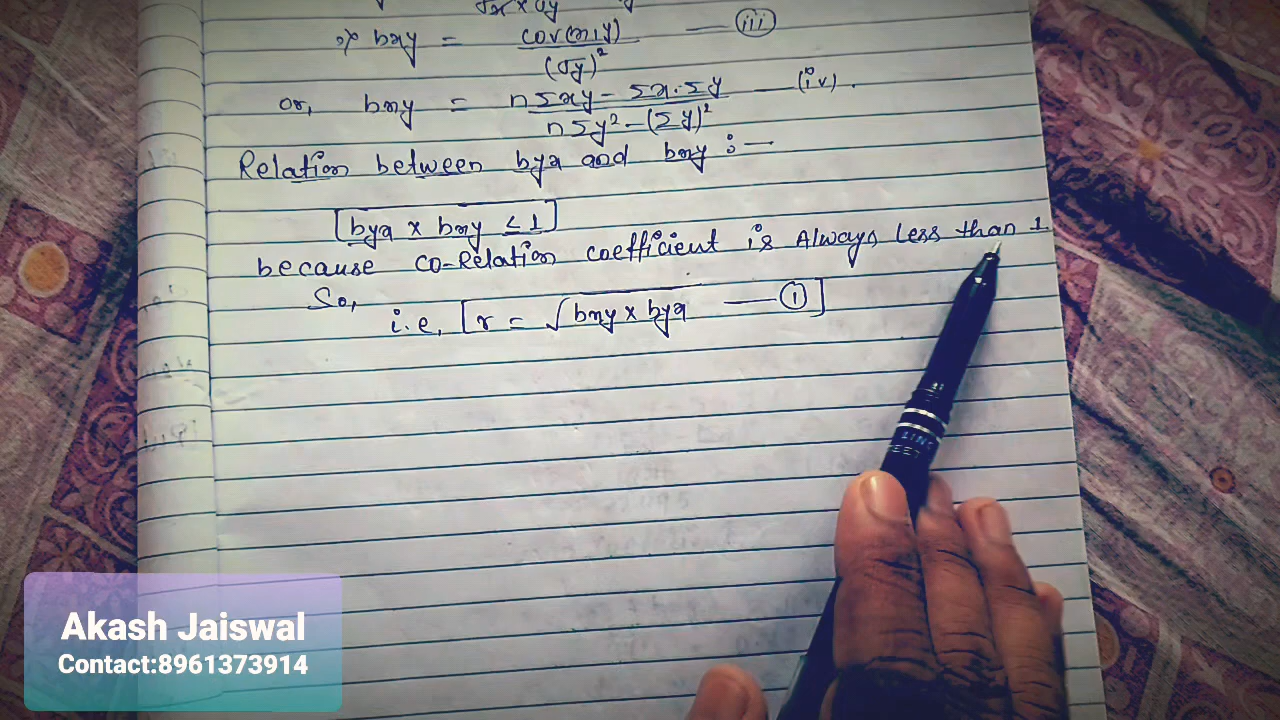 bxy = cov(x,y) / (σy)² — (iii)
or, bxy = nΣxy - Σx.Σy / nΣy² - (Σy)² — (iv).
Relation between byx and bxy :-
[byx × bxy ≤ 1]
because co-Relation coefficient is Always Less than 1
So,
i.e, [r = √bxy × byx — (i)]
Akash Jaiswal
Contact:8961373914